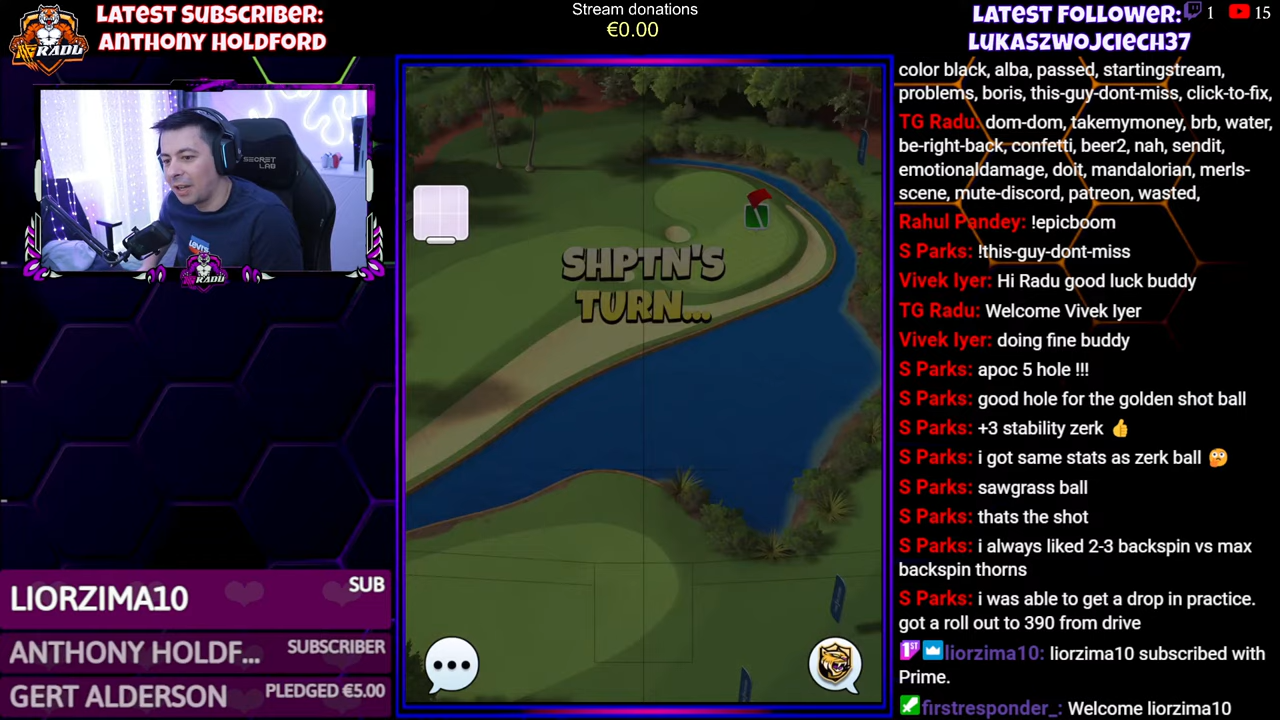 LATEST SUBSCRIBER:
ANTHONY HOLDFORD
RADU
Stream donations
€0.00
LATEST FOLLOWER:
LUKASZWOJCIECH37
1
15
SECRET
LAB
LEVI'S
RADU
SHPTN'S
TURN...
LIORZIMA10
SUB
ANTHONY HOLDF...
SUBSCRIBER
GERT ALDERSON
PLEDGED €5.00
color black, alba, passed, startingstream,
problems, boris, this-guy-dont-miss, click-to-fix,
TG Radu: dom-dom, takemymoney, brb, water,
be-right-back, confetti, beer2, nah, sendit,
emotionaldamage, doit, mandalorian, merls-
scene, mute-discord, patreon, wasted,
Rahul Pandey: !epicboom
S Parks: !this-guy-dont-miss
Vivek Iyer: Hi Radu good luck buddy
TG Radu: Welcome Vivek Iyer
Vivek Iyer: doing fine buddy
S Parks: apoc 5 hole !!!
S Parks: good hole for the golden shot ball
S Parks: +3 stability zerk 👍
S Parks: i got same stats as zerk ball 🫢
S Parks: sawgrass ball
S Parks: thats the shot
S Parks: i always liked 2-3 backspin vs max
backspin thorns
S Parks: i was able to get a drop in practice.
got a roll out to 390 from drive
1ST liorzima10: liorzima10 subscribed with
Prime.
firstresponder_: Welcome liorzima10